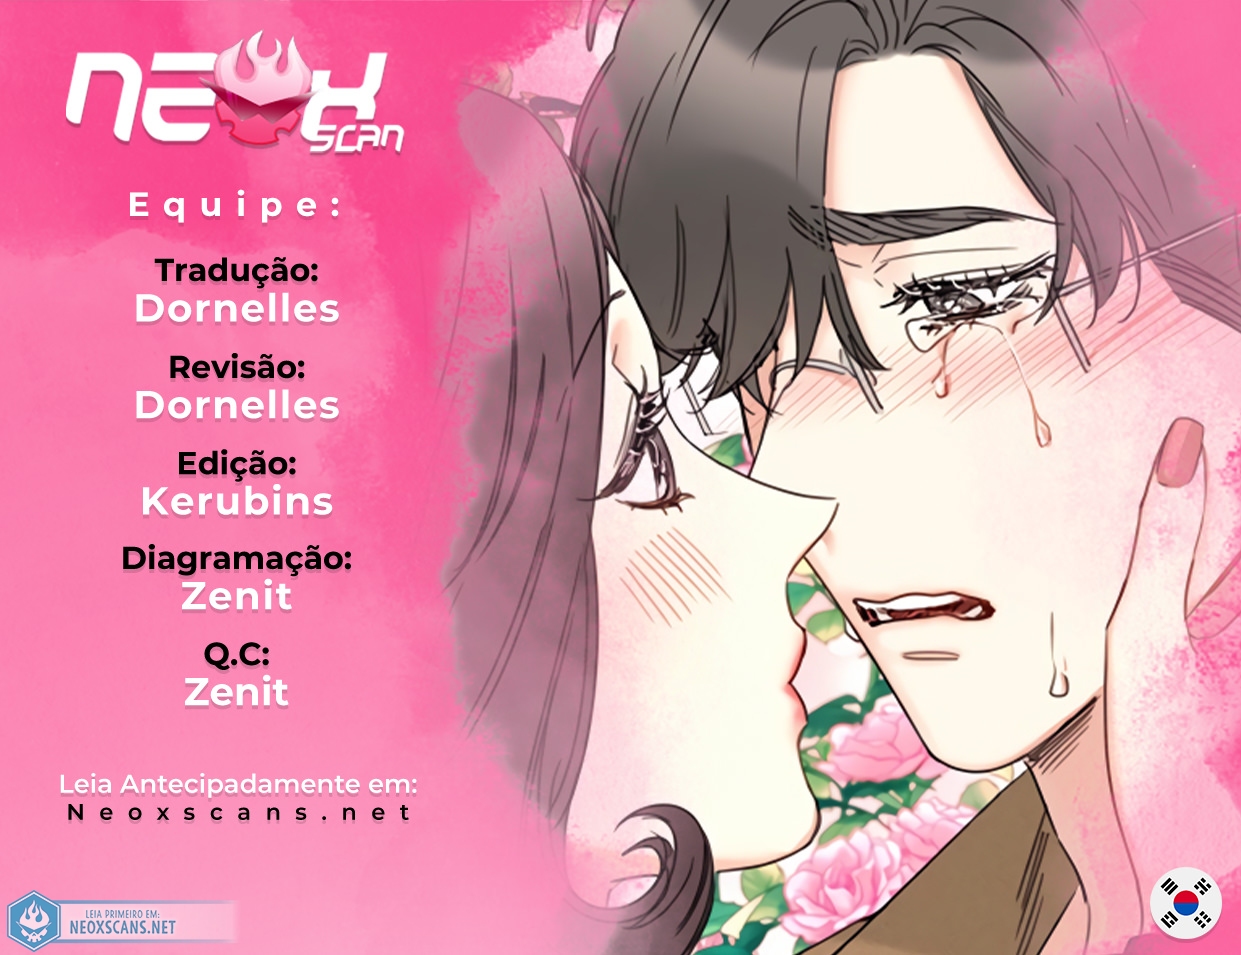 NEOX
SCAN
Equipe:
Tradução:
Dornelles
Revisão:
Dornelles
Edição:
Kerubins
Diagramação:
Zenit
Q.C:
Zenit
Leia Antecipadamente em:
Neoxscans.net
LEIA PRIMEIRO EM:
NEOXSCANS.NET